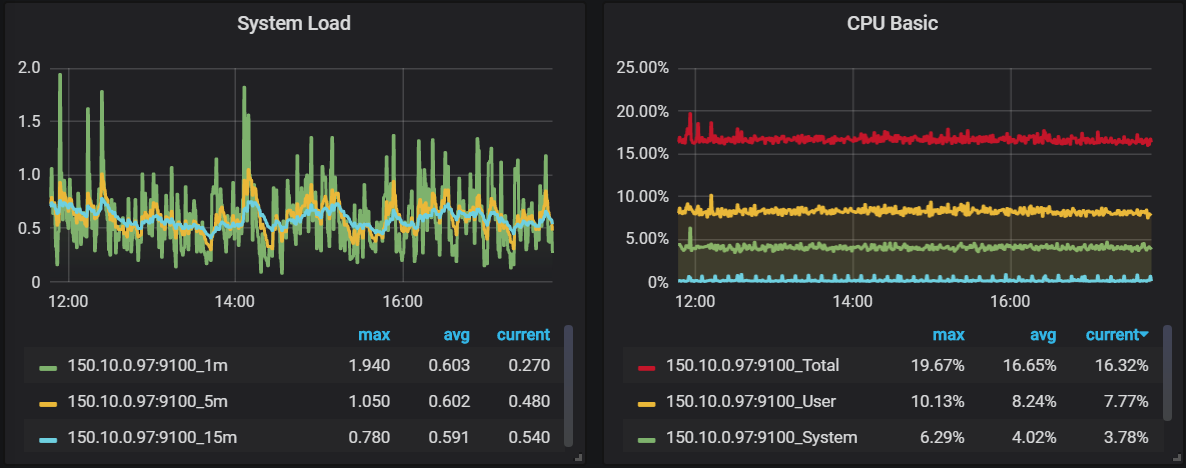 System Load
2.0
1.5
1.0
0.5
0
12:00 14:00 16:00
max avg current
150.10.0.97:9100_1m 1.940 0.603 0.270
150.10.0.97:9100_5m 1.050 0.602 0.480
150.10.0.97:9100_15m 0.780 0.591 0.540
CPU Basic
25.00%
20.00%
15.00%
10.00%
5.00%
0%
12:00 14:00 16:00
max avg current
150.10.0.97:9100_Total 19.67% 16.65% 16.32%
150.10.0.97:9100_User 10.13% 8.24% 7.77%
150.10.0.97:9100_System 6.29% 4.02% 3.78%